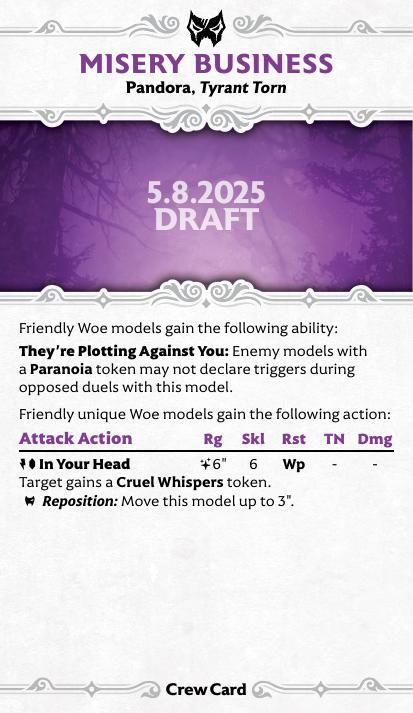 MISERY BUSINESS
Pandora, Tyrant Torn
5.8.2025
DRAFT
Friendly Woe models gain the following ability:
They're Plotting Against You: Enemy models with
a Paranoia token may not declare triggers during
opposed duels with this model.
Friendly unique Woe models gain the following action:
Attack Action Rg Skl Rst TN Dmg
In Your Head 6" 6 Wp - -
Target gains a Cruel Whispers token.
Reposition: Move this model up to 3".
Crew Card